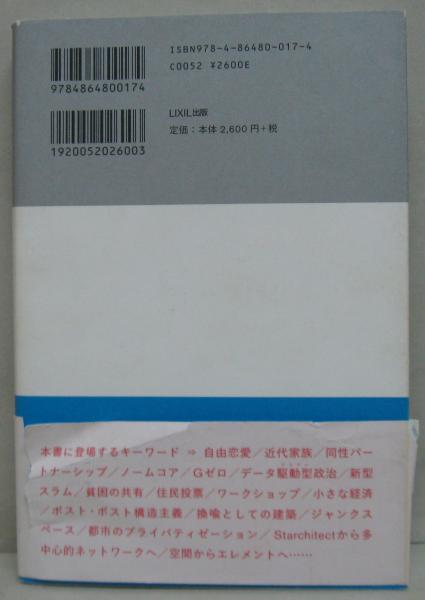 ISBN978-4-86480-017-4
C0052 ¥2600E
9784864800174
LIXIL出版
定価：本体2,600円+税
1920052026003
本書に登場するキーワード ⇒ 自由恋愛／近代家族／同性パー
トナーシップ／ノームコア／Gゼロ／データ駆動型政治／新型
スラム／貧困の共有／住民投票／ワークショップ／小さな経済
／ポスト・ポスト構造主義／換喩としての建築／ジャンクス
ペース／都市のプライバティゼーション／Starchitectから多
中心的ネットワークへ／空間からエレメントへ……